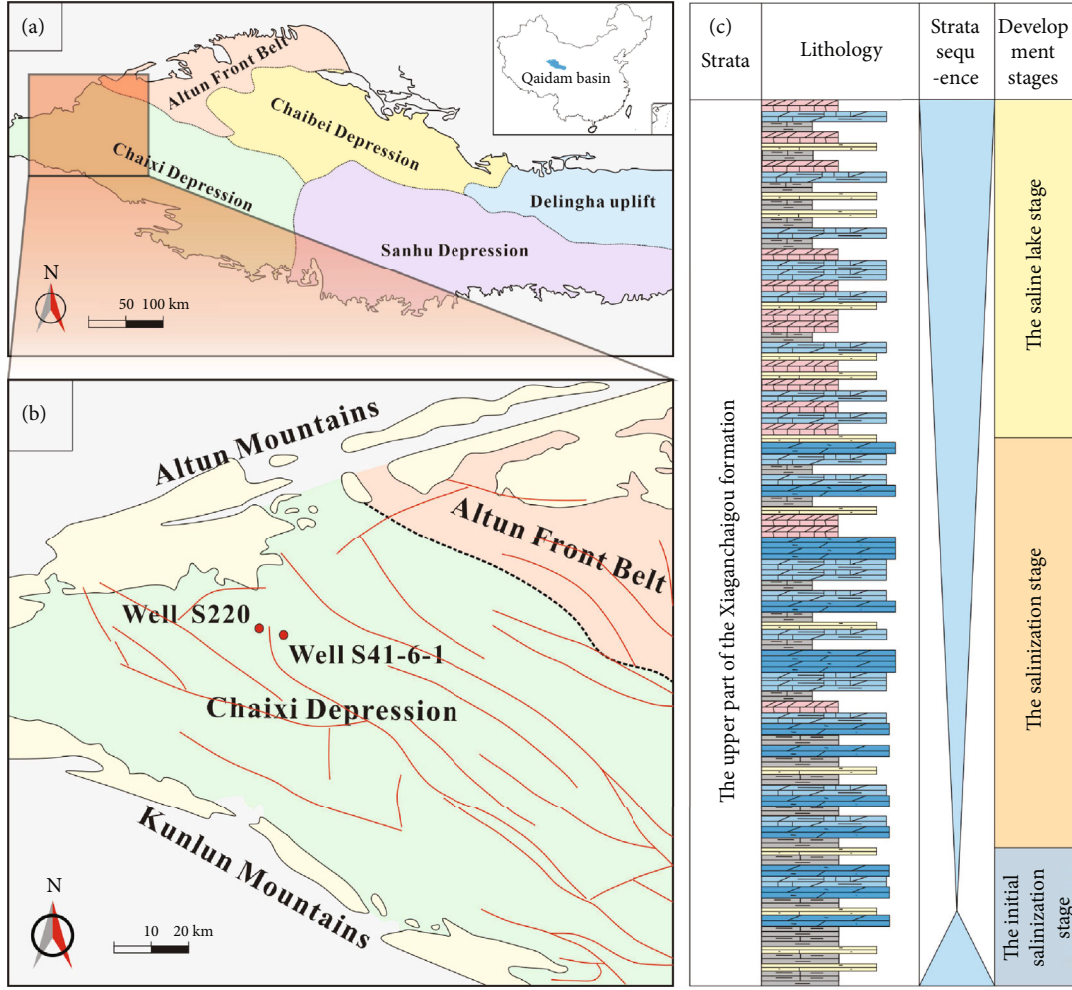 (a)
Altun Front Belt
Qaidam basin
Chaibei Depression
Chaixi Depression
Delingha uplift
Sanhu Depression
N
50 100 km
(b)
Altun Mountains
Altun Front Belt
Well S220
Well S41-6-1
Chaixi Depression
Kunlun Mountains
N
10 20 km
(c)
Strata
Lithology
Strata
sequ
-ence
Develop
ment
stages
The upper part of the Xiaganchaigou formation
The saline lake stage
The salinization stage
The initial
salinization
stage